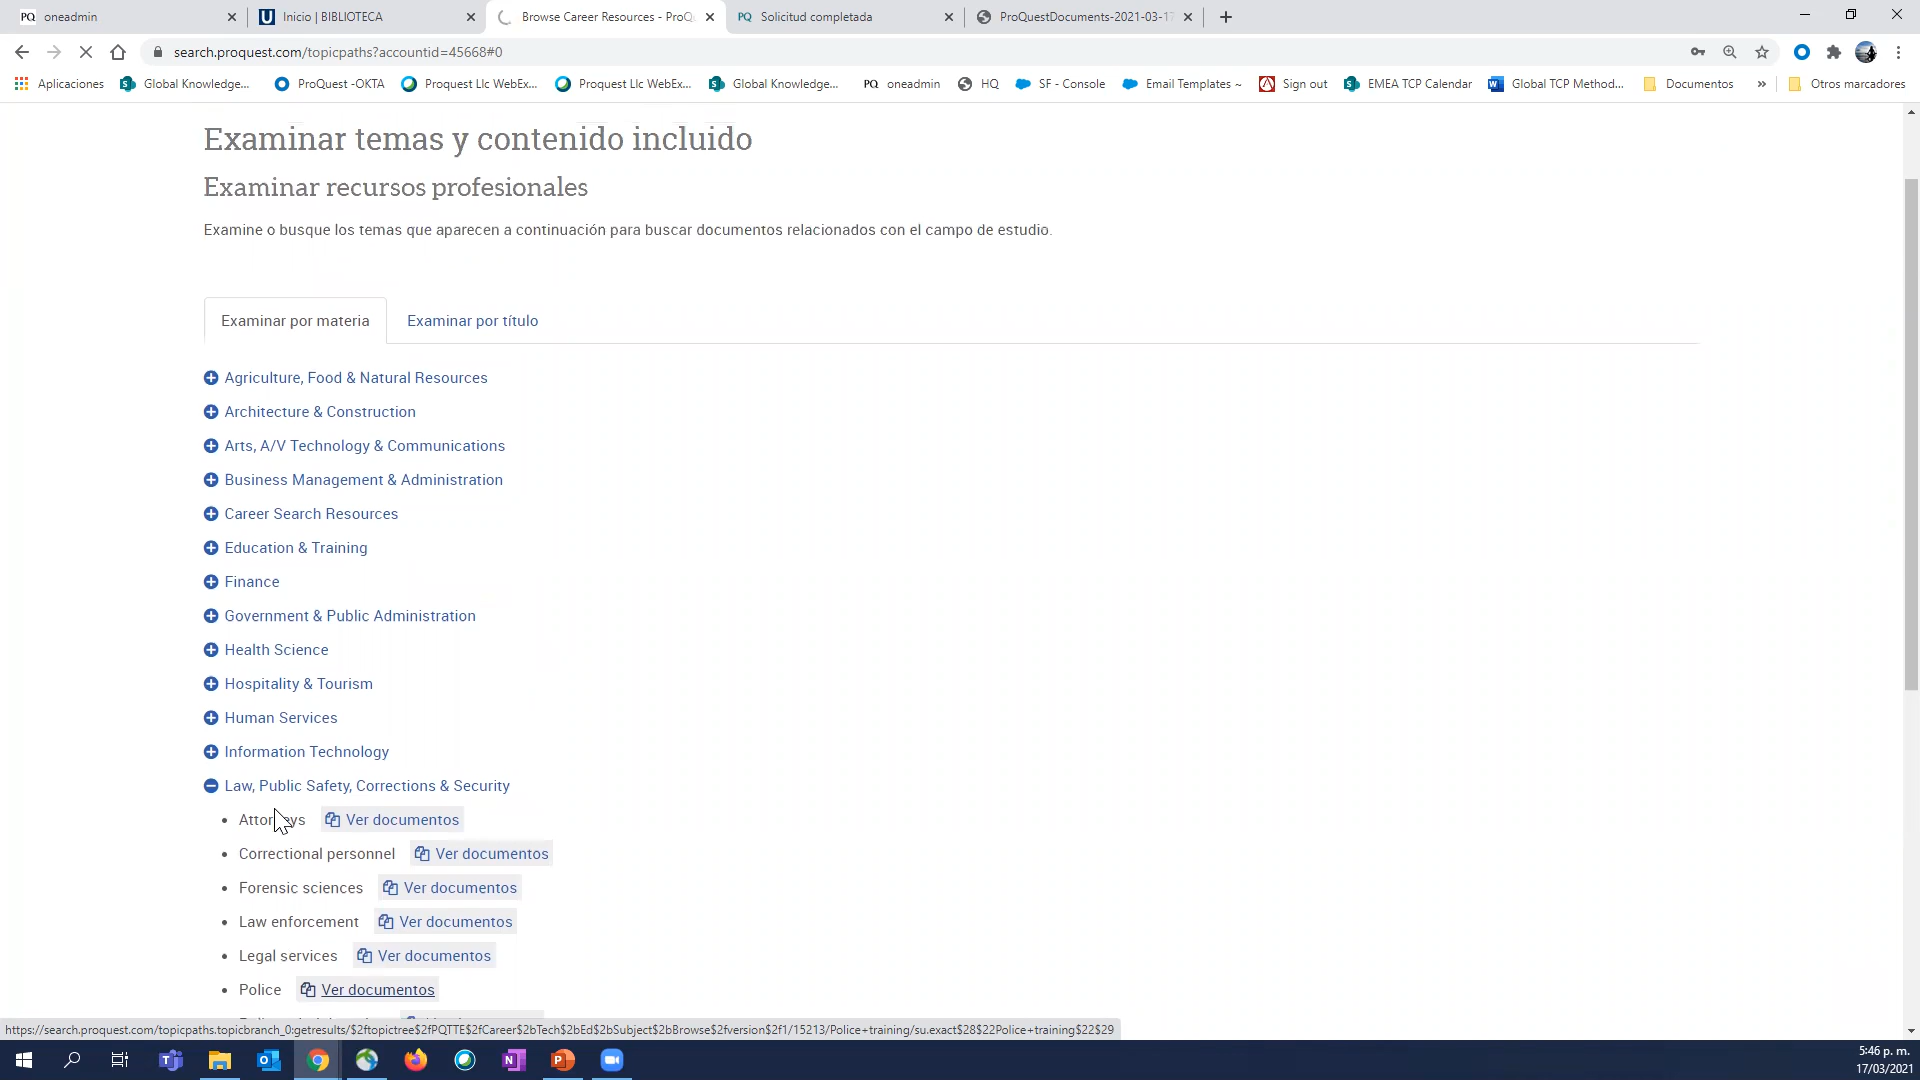 PQ oneadmin
U Inicio | BIBLIOTECA
Browse Career Resources - ProQ
PQ Solicitud completada
ProQuestDocuments-2021-03-17
search.proquest.com/topicpaths?accountid=45668#0
Aplicaciones
Global Knowledge...
ProQuest -OKTA
Proquest Llc WebEx...
Proquest Llc WebEx...
Global Knowledge...
PQ oneadmin
HQ
SF - Console
Email Templates ~
Sign out
EMEA TCP Calendar
Global TCP Method...
Documentos
»
Otros marcadores
Examinar temas y contenido incluido
Examinar recursos profesionales
Examine o busque los temas que aparecen a continuación para buscar documentos relacionados con el campo de estudio.
Examinar por materia
Examinar por título
Agriculture, Food & Natural Resources
Architecture & Construction
Arts, A/V Technology & Communications
Business Management & Administration
Career Search Resources
Education & Training
Finance
Government & Public Administration
Health Science
Hospitality & Tourism
Human Services
Information Technology
Law, Public Safety, Corrections & Security
Attorneys Ver documentos
Correctional personnel Ver documentos
Forensic sciences Ver documentos
Law enforcement Ver documentos
Legal services Ver documentos
Police Ver documentos
https://search.proquest.com/topicpaths.topicbranch_0:getresults/$2ftopictree$2fPQTTE$2fCareer$2bTech$2bEd$2bSubject$2bBrowse$2fversion$2f1/15213/Police+training/su.exact$28$22Police+training$22$29
5:46 p. m.
17/03/2021